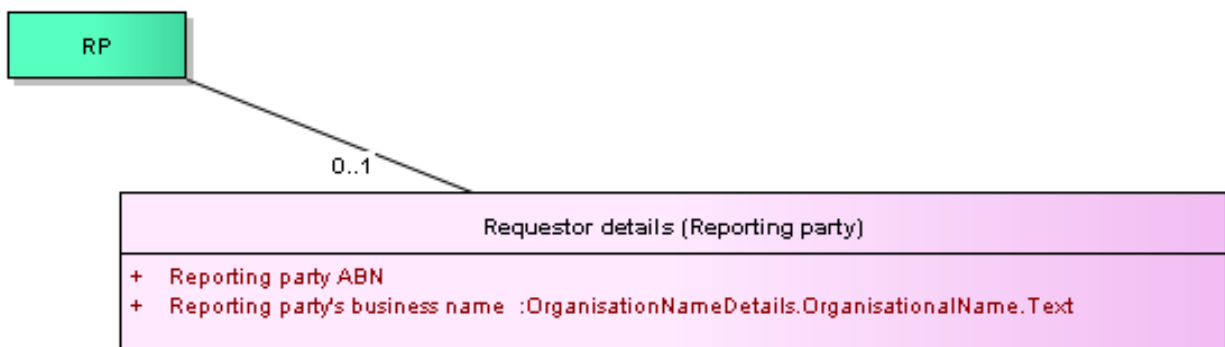 RP
0..1
Requestor details (Reporting party)
+ Reporting party ABN
+ Reporting party's business name :OrganisationNameDetails.OrganisationalName.Text